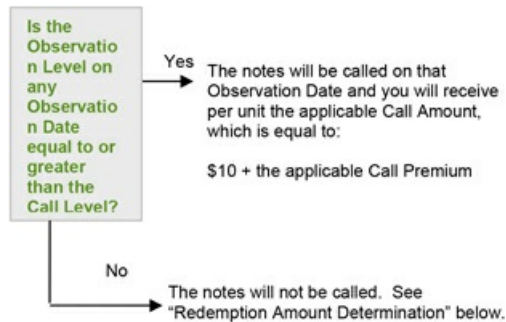 Is the
Observatio
n Level on
any
Observatio
n Date
equal to or
greater
than the
Call Level?
Yes
The notes will be called on that
Observation Date and you will receive
per unit the applicable Call Amount,
which is equal to:
$10 + the applicable Call Premium
No
The notes will not be called.  See
“Redemption Amount Determination” below.